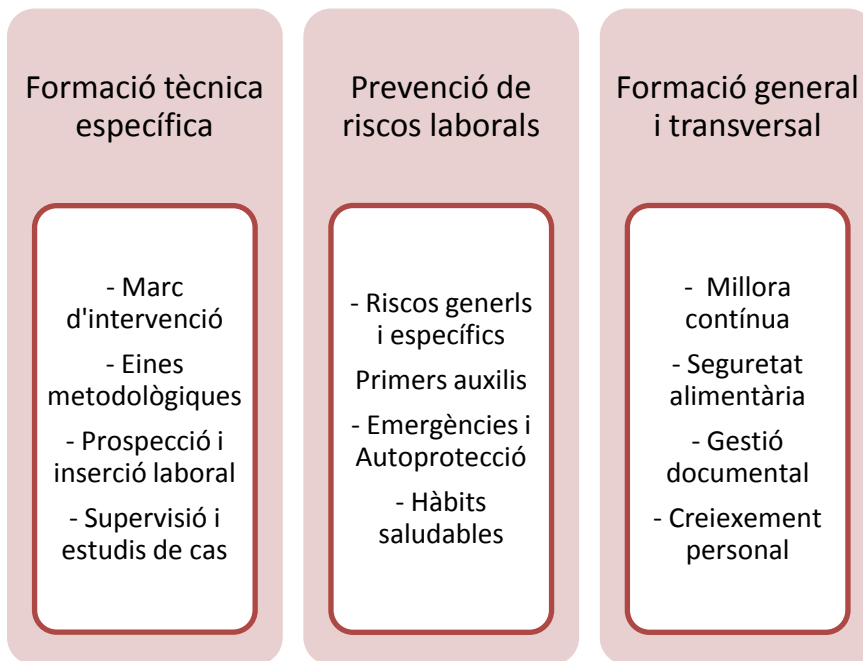 Formació tècnica
específica
- Marc
d'intervenció
- Eines
metodològiques
- Prospecció i
inserció laboral
- Supervisió i
estudis de cas
Prevenció de
riscos laborals
- Riscos generls
i específics
Primers auxilis
- Emergències i
Autoprotecció
- Hàbits
saludables
Formació general
i transversal
- Millora
contínua
- Seguretat
alimentària
- Gestió
documental
- Creiexement
personal